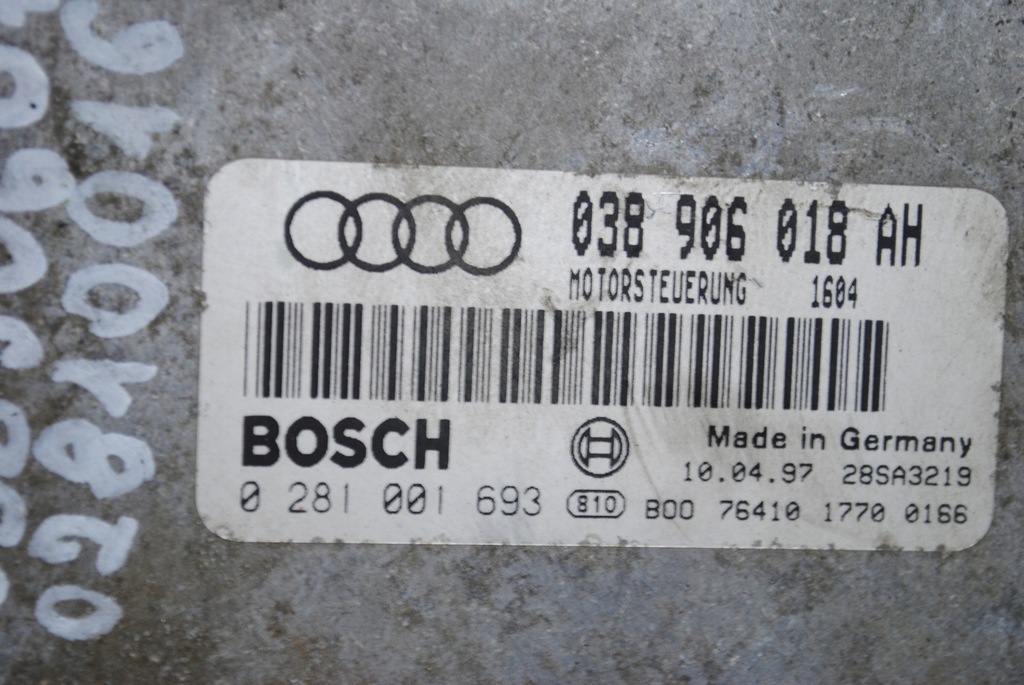 038 906 018 AH
MOTORSTEUERUNG 1604
BOSCH
Made in Germany
10.04.97 28SA3219
0 281 001 693 810 B00 76410 1770 0166